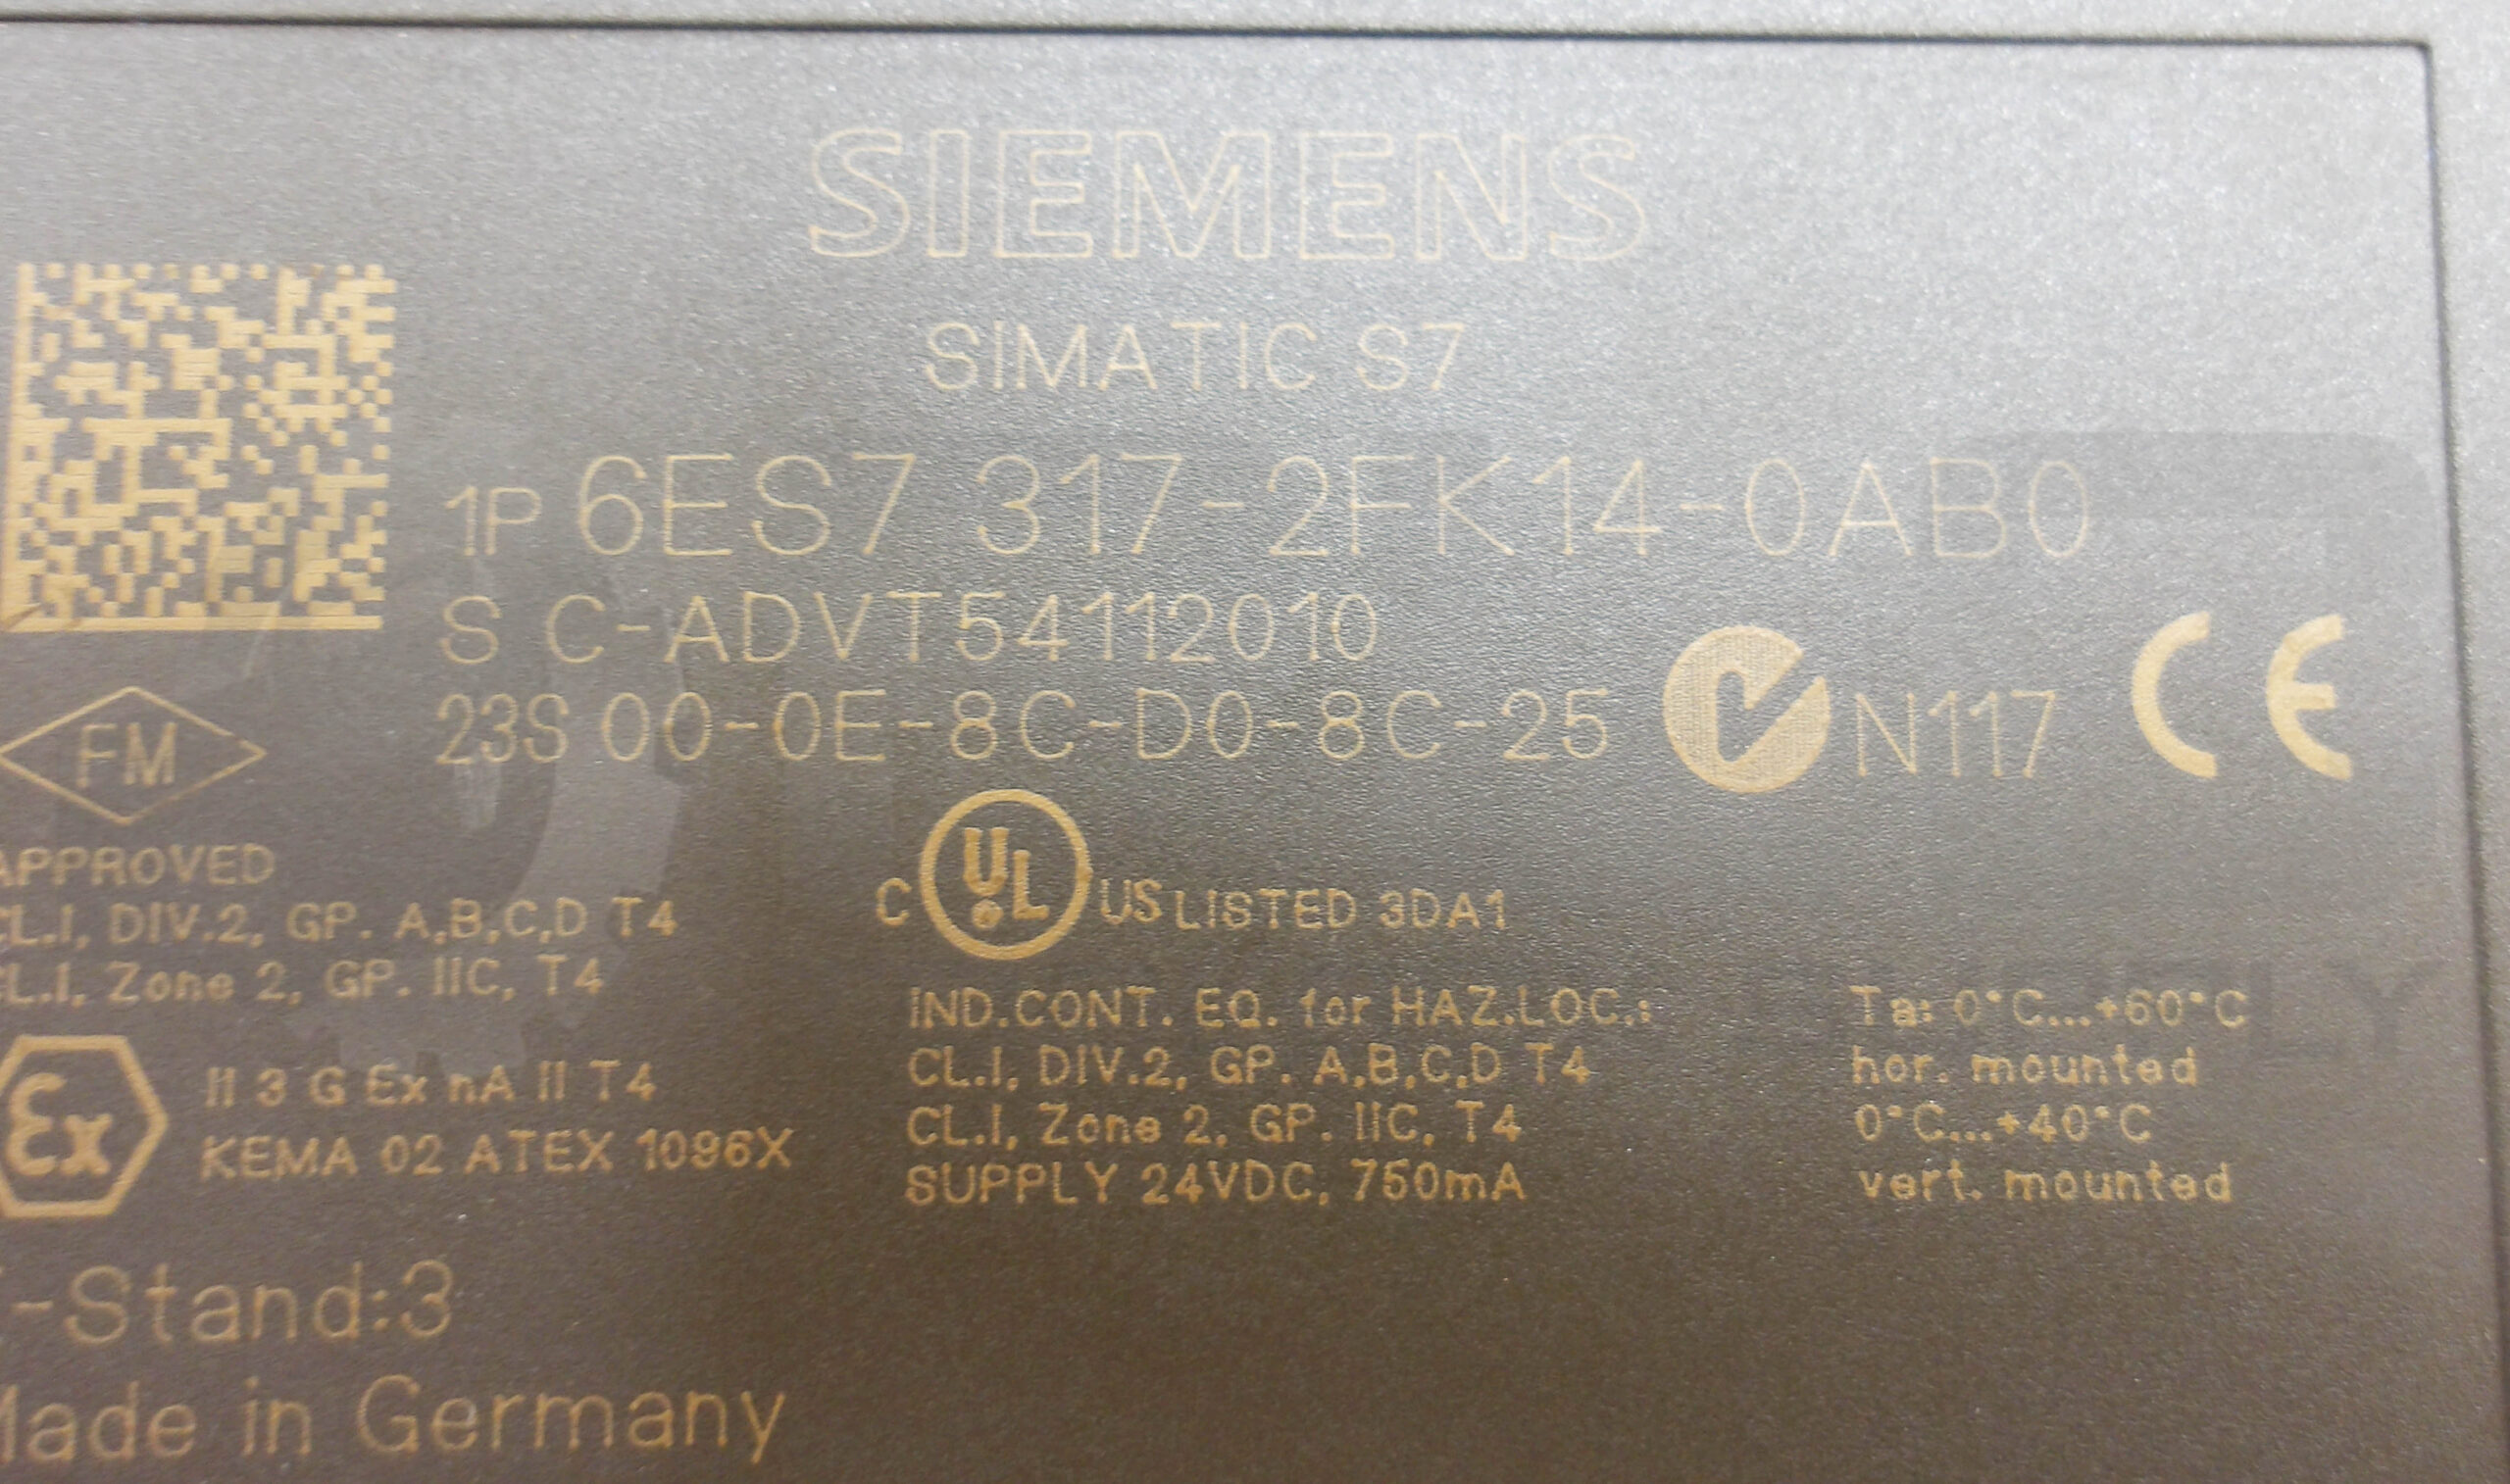 SIEMENS
SIMATIC S7
1P 6ES7 317-2FK14-0AB0
S C-ADVT54112010
23S 00-0E-8C-D0-8C-25
N117
CE
FM
APPROVED
CL.I, DIV.2, GP. A,B,C,D T4
CL.I, Zone 2, GP. IIC, T4
Ex
II 3 G Ex nA II T4
KEMA 02 ATEX 1096X
C UL US LISTED 3DA1
IND.CONT. EQ. for HAZ.LOC.:
CL.I, DIV.2, GP. A,B,C,D T4
CL.I, Zone 2, GP. IIC, T4
SUPPLY 24VDC, 750mA
Ta: 0°C...+60°C
hor. mounted
0°C...+40°C
vert. mounted
-Stand:3
Made in Germany